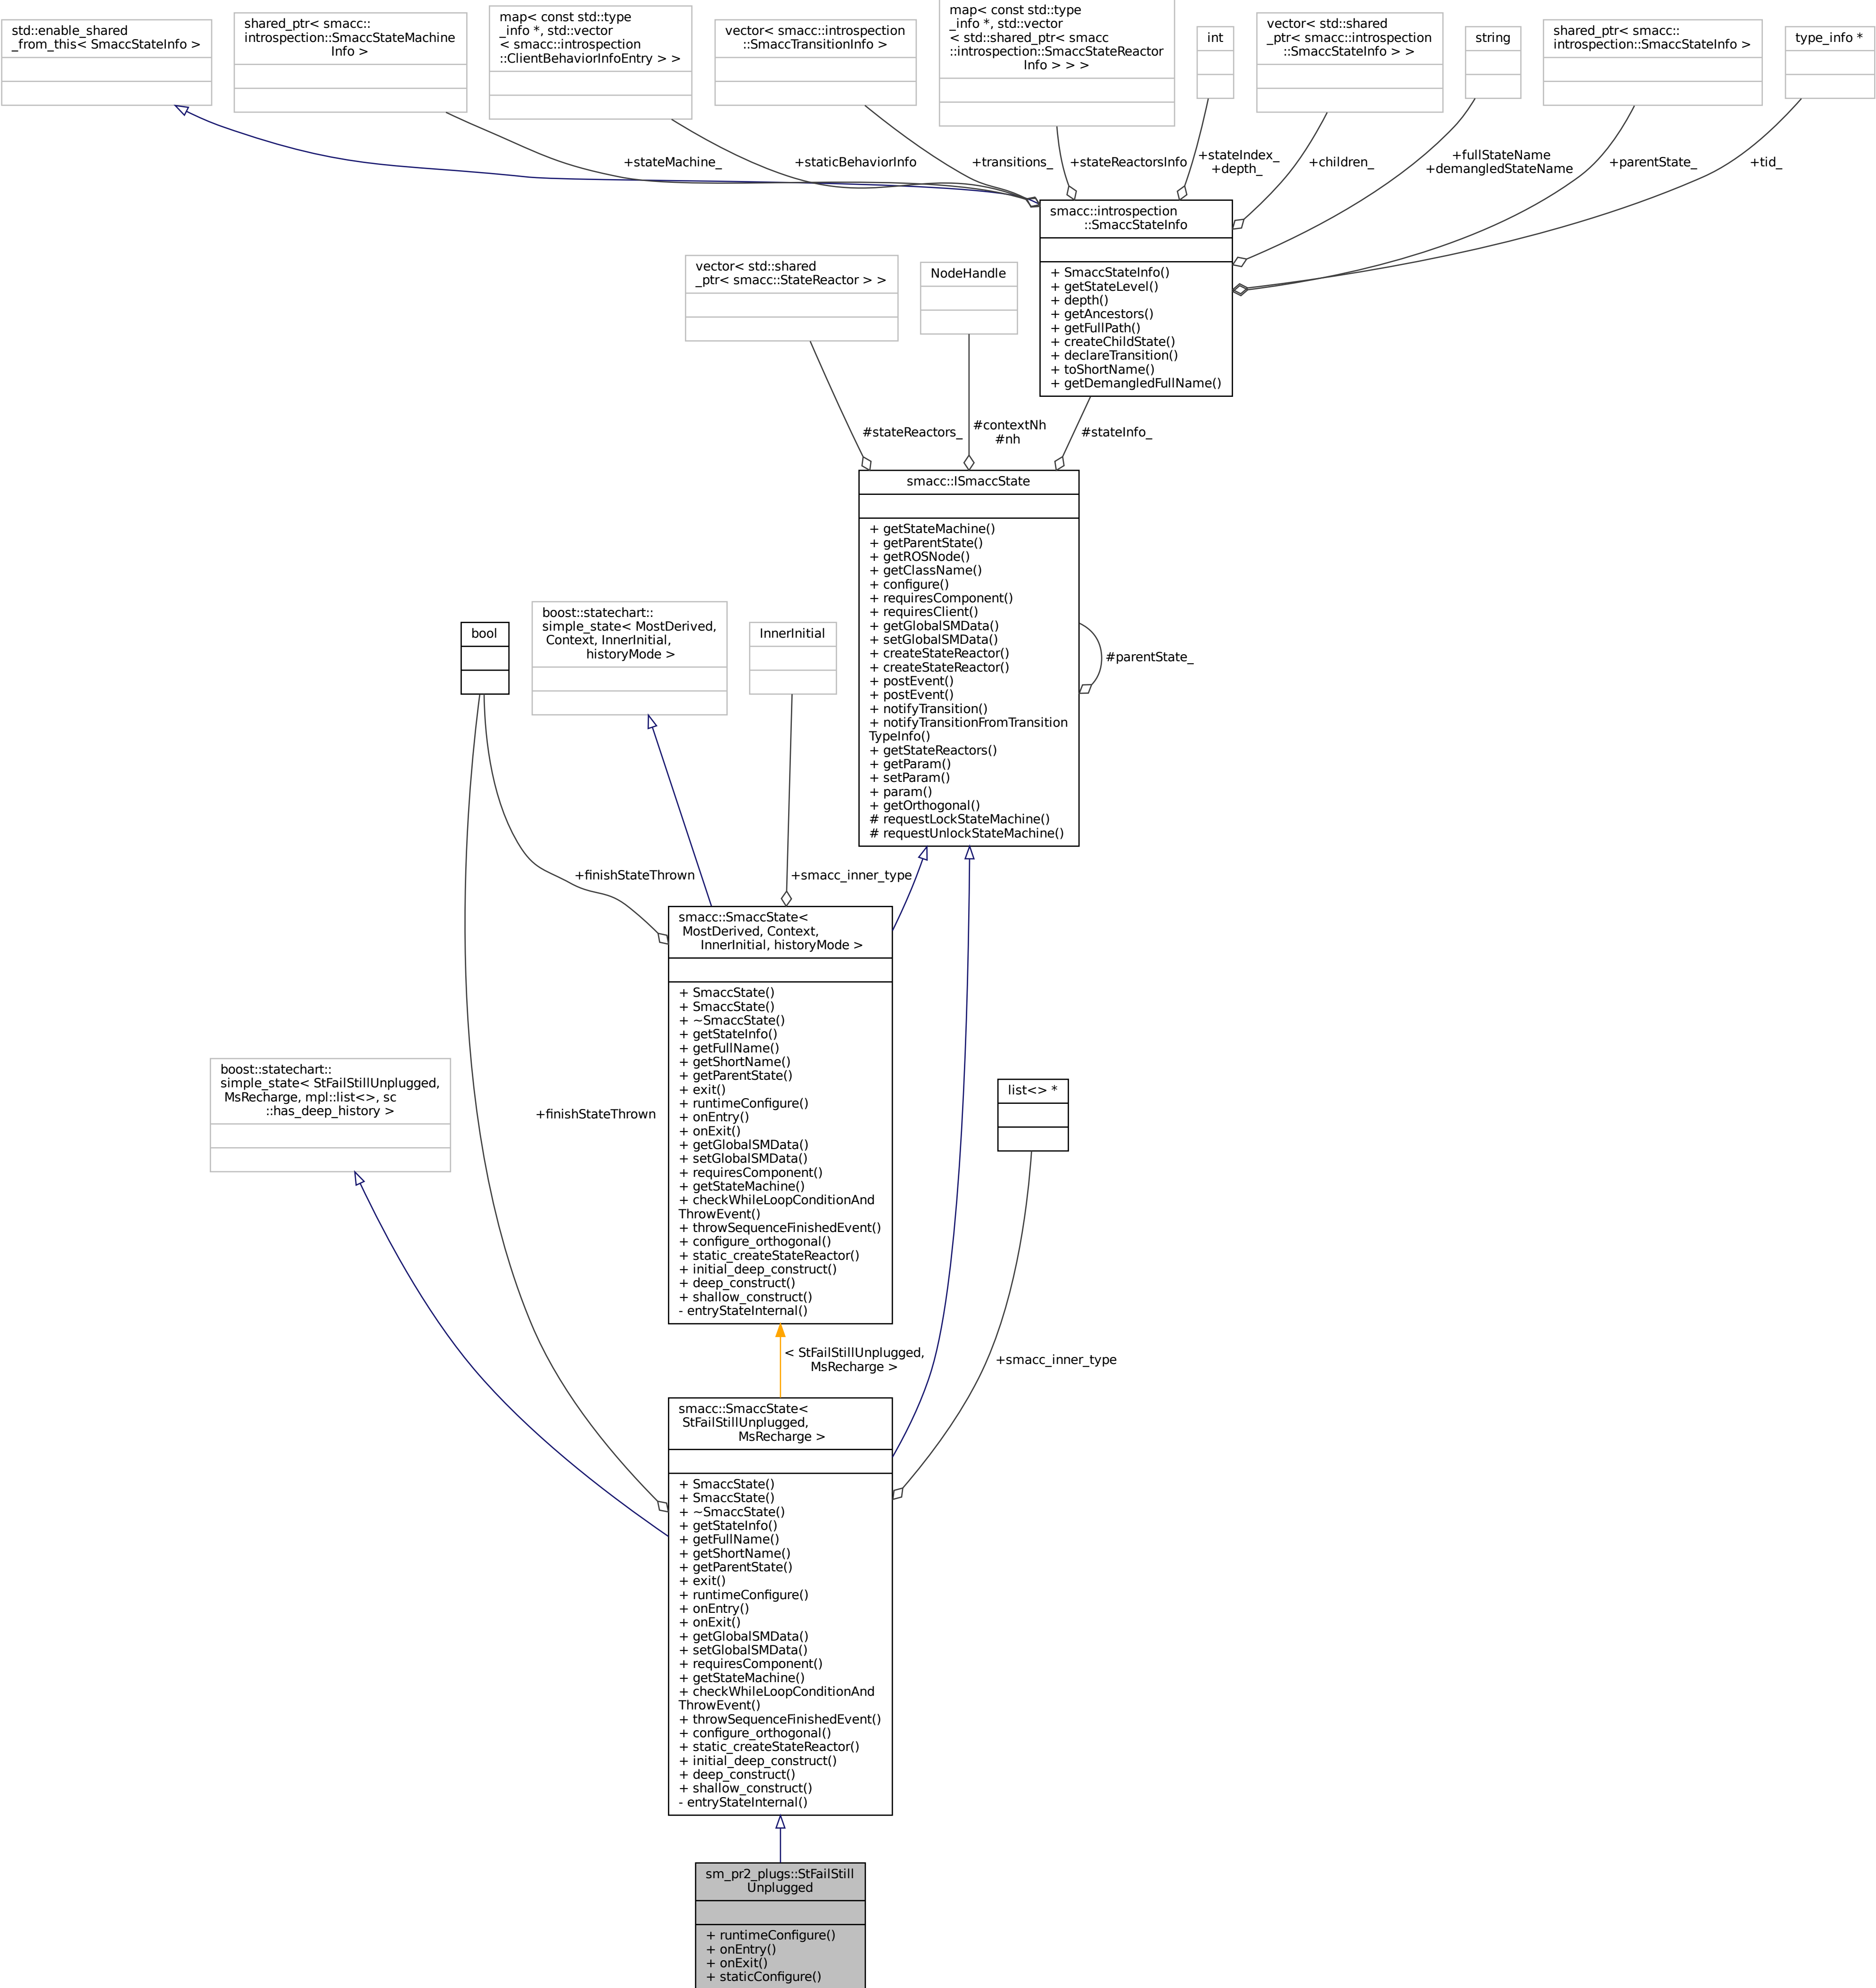 std::enable_shared
_from_this< SmaccStateInfo >
shared_ptr< smacc::
introspection::SmaccStateMachine
Info >
map< const std::type
_info *, std::vector
< smacc::introspection
::ClientBehaviorInfoEntry > >
vector< smacc::introspection
::SmaccTransitionInfo >
map< const std::type
_info *, std::vector
< std::shared_ptr< smacc
::introspection::SmaccStateReactor
Info > > >
int
vector< std::shared
_ptr< smacc::introspection
::SmaccStateInfo > >
string
shared_ptr< smacc::
introspection::SmaccStateInfo >
type_info *
+stateMachine_
+staticBehaviorInfo
+transitions_
+stateReactorsInfo
+stateIndex_
+depth_
+children_
+fullStateName
+demangledStateName
+parentState_
+tid_
smacc::introspection
::SmaccStateInfo
+ SmaccStateInfo()
+ getStateLevel()
+ depth()
+ getAncestors()
+ getFullPath()
+ createChildState()
+ declareTransition()
+ toShortName()
+ getDemangledFullName()
vector< std::shared
_ptr< smacc::StateReactor > >
NodeHandle
#stateReactors_
#contextNh
#nh
#stateInfo_
smacc::ISmaccState
+ getStateMachine()
+ getParentState()
+ getROSNode()
+ getClassName()
+ configure()
+ requiresComponent()
+ requiresClient()
+ getGlobalSMData()
+ setGlobalSMData()
+ createStateReactor()
+ createStateReactor()
+ postEvent()
+ postEvent()
+ notifyTransition()
+ notifyTransitionFromTransition
TypeInfo()
+ getStateReactors()
+ getParam()
+ setParam()
+ param()
+ getOrthogonal()
# requestLockStateMachine()
# requestUnlockStateMachine()
#parentState_
bool
boost::statechart::
simple_state< MostDerived,
Context, InnerInitial,
historyMode >
InnerInitial
+finishStateThrown
+smacc_inner_type
smacc::SmaccState<
MostDerived, Context,
InnerInitial, historyMode >
+ SmaccState()
+ SmaccState()
+ ~SmaccState()
+ getStateInfo()
+ getFullName()
+ getShortName()
+ getParentState()
+ exit()
+ runtimeConfigure()
+ onEntry()
+ onExit()
+ getGlobalSMData()
+ setGlobalSMData()
+ requiresComponent()
+ getStateMachine()
+ checkWhileLoopConditionAnd
ThrowEvent()
+ throwSequenceFinishedEvent()
+ configure_orthogonal()
+ static_createStateReactor()
+ initial_deep_construct()
+ deep_construct()
+ shallow_construct()
- entryStateInternal()
boost::statechart::
simple_state< StFailStillUnplugged,
MsRecharge, mpl::list<>, sc
::has_deep_history >
+finishStateThrown
list<> *
< StFailStillUnplugged,
MsRecharge >
+smacc_inner_type
smacc::SmaccState<
StFailStillUnplugged,
MsRecharge >
+ SmaccState()
+ SmaccState()
+ ~SmaccState()
+ getStateInfo()
+ getFullName()
+ getShortName()
+ getParentState()
+ exit()
+ runtimeConfigure()
+ onEntry()
+ onExit()
+ getGlobalSMData()
+ setGlobalSMData()
+ requiresComponent()
+ getStateMachine()
+ checkWhileLoopConditionAnd
ThrowEvent()
+ throwSequenceFinishedEvent()
+ configure_orthogonal()
+ static_createStateReactor()
+ initial_deep_construct()
+ deep_construct()
+ shallow_construct()
- entryStateInternal()
sm_pr2_plugs::StFailStill
Unplugged
+ runtimeConfigure()
+ onEntry()
+ onExit()
+ staticConfigure()